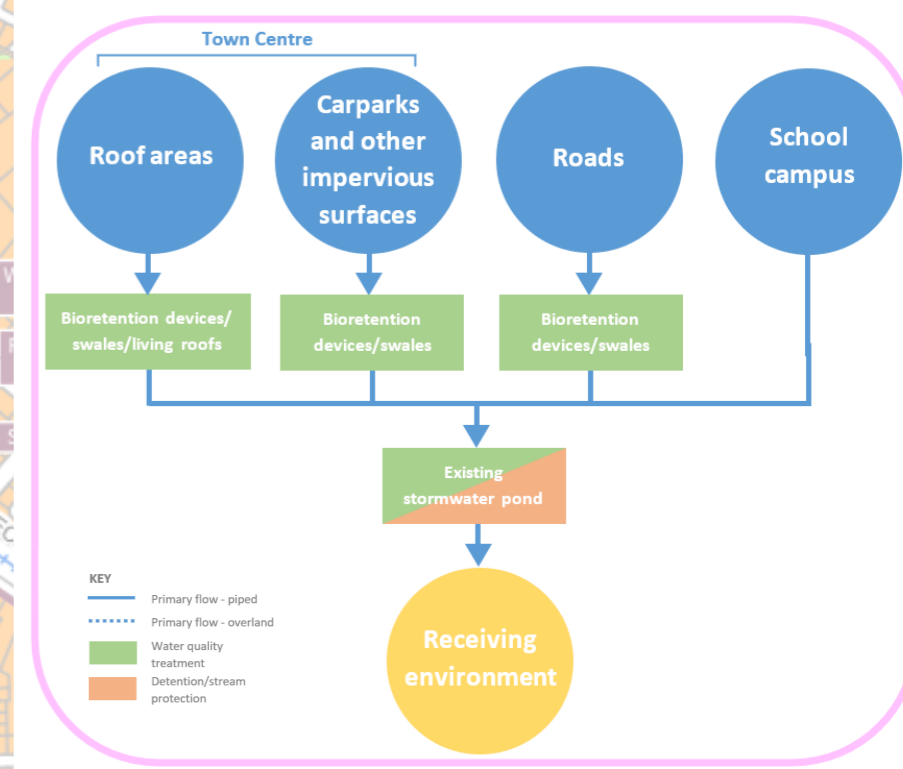 Town Centre
Roof areas
Carparks
and other
impervious
surfaces
Roads
School
campus
Bioretention devices/
swales/living roofs
Bioretention
devices/swales
Bioretention
devices/swales
Existing
stormwater pond
Receiving
environment
KEY
Primary flow - piped
Primary flow - overland
Water quality
treatment
Detention/stream
protection